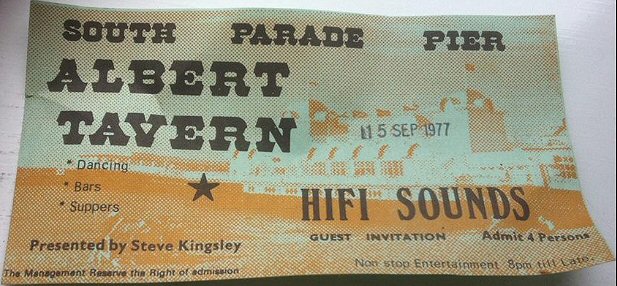 SOUTH PARADE PIER
ALBERT
TAVERN
15 SEP 1977
* Dancing
* Bars
* Suppers
HIFI SOUNDS
GUEST INVITATION Admit 4 Persons
Presented by Steve Kingsley
Non stop Entertainment 8pm till Late.
The Management Reserve the Right of admission